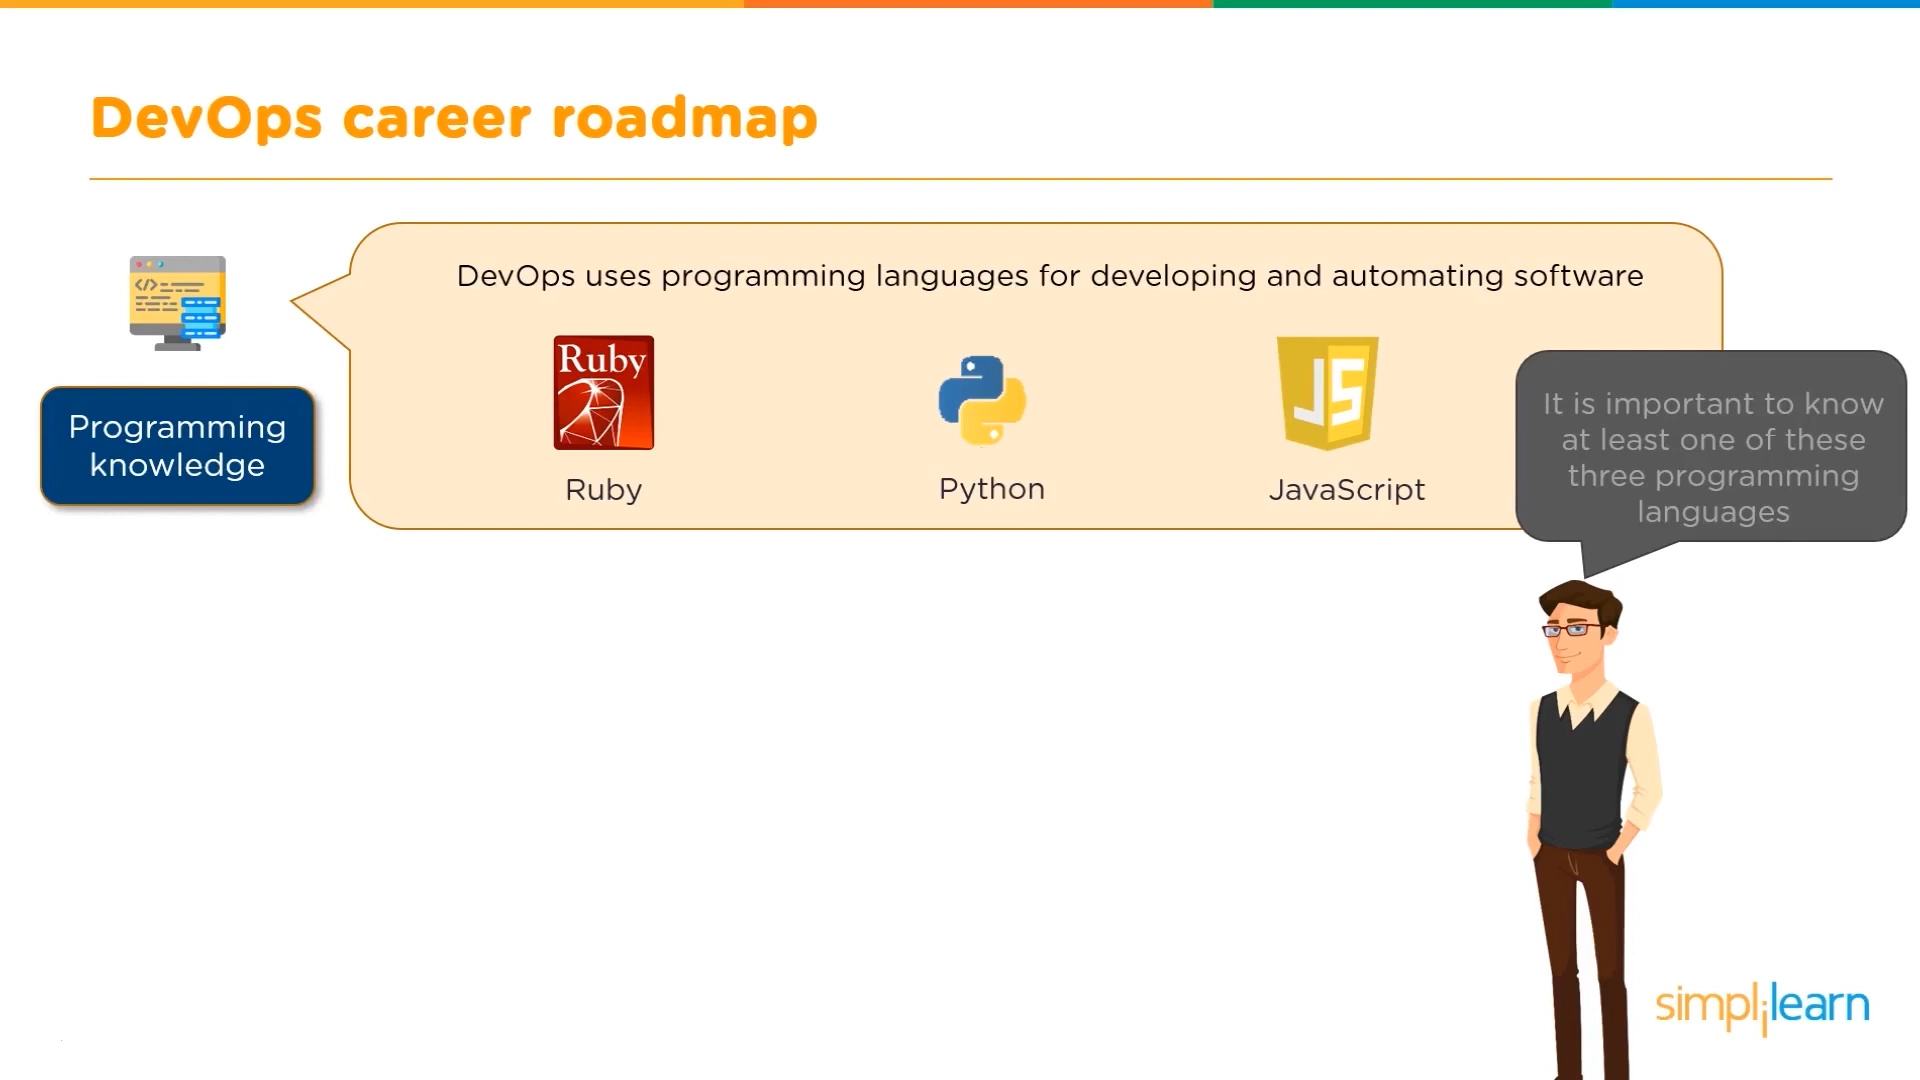 DevOps career roadmap
DevOps uses programming languages for developing and automating software
Ruby
JS
Programming
knowledge
Ruby
Python
JavaScript
It is important to know
at least one of these
three programming
languages
simplilearn